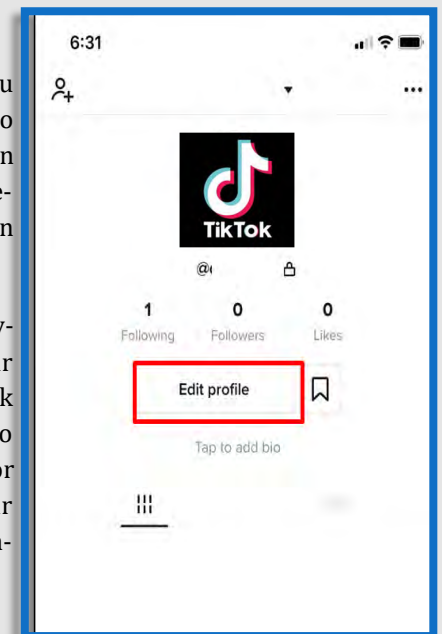 6:31
TikTok
@
1 0 0
Following Followers Likes
Edit profile
Tap to add bio